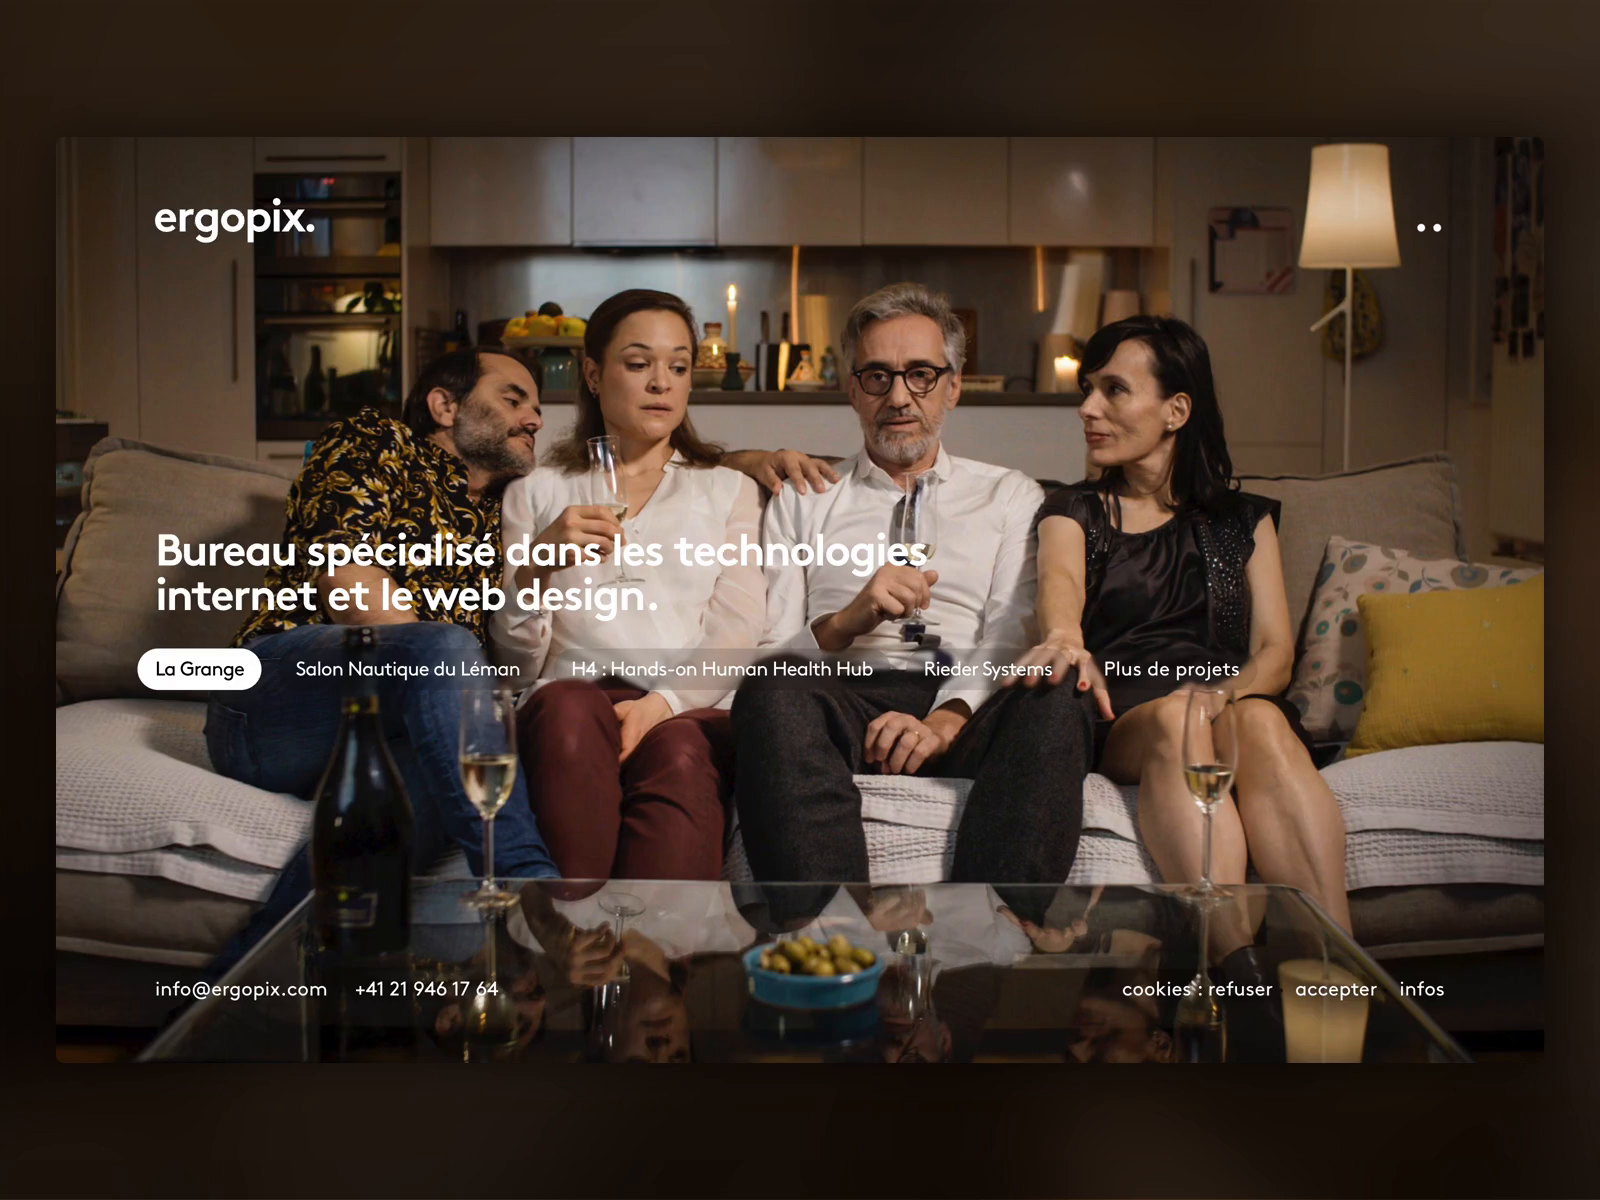 ergopix.
Bureau spécialisé dans les technologies
internet et le web design.
La Grange
Salon Nautique du Léman
H4 : Hands-on Human Health Hub
Rieder Systems
Plus de projets
info@ergopix.com
+41 21 946 17 64
cookies : refuser
accepter
infos